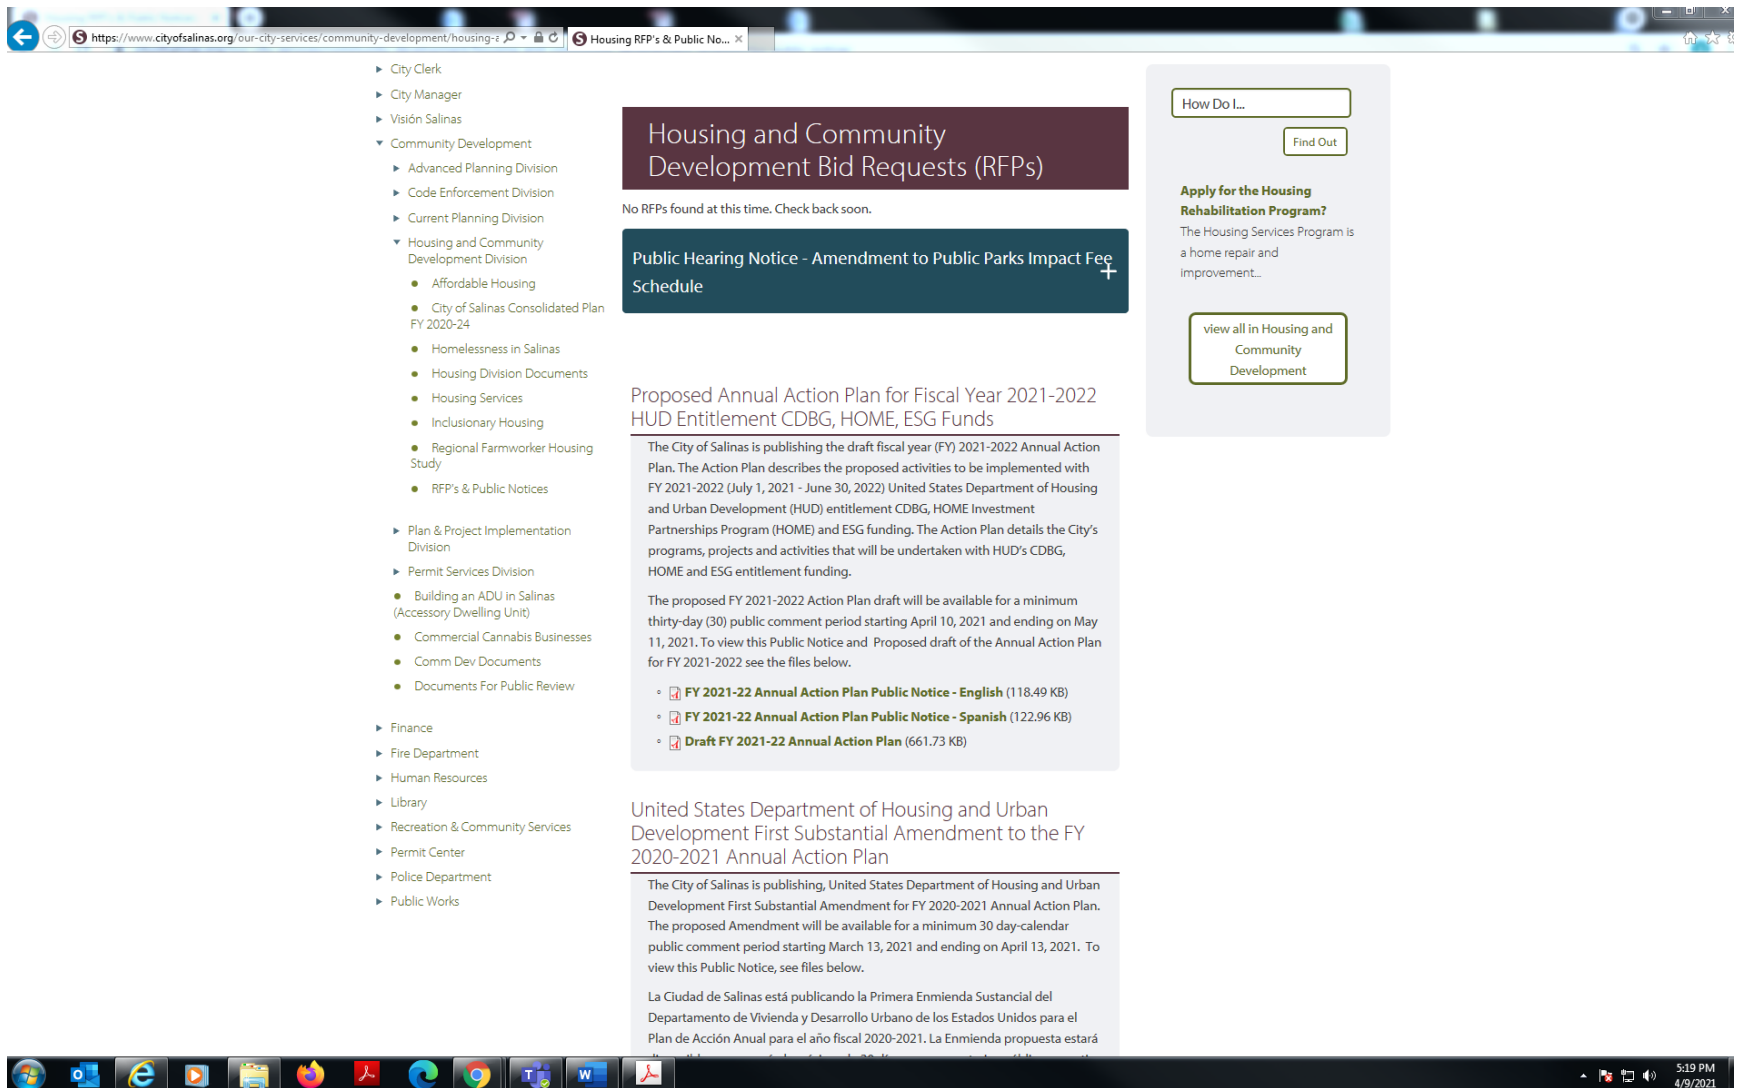 https://www.cityofsalinas.org/our-city-services/community-development/housing-a
Housing RFP's & Public No...
City Clerk
City Manager
Visión Salinas
Community Development
Advanced Planning Division
Code Enforcement Division
Current Planning Division
Housing and Community
Development Division
Affordable Housing
City of Salinas Consolidated Plan
FY 2020-24
Homelessness in Salinas
Housing Division Documents
Housing Services
Inclusionary Housing
Regional Farmworker Housing
Study
RFP's & Public Notices
Plan & Project Implementation
Division
Permit Services Division
Building an ADU in Salinas
(Accessory Dwelling Unit)
Commercial Cannabis Businesses
Comm Dev Documents
Documents For Public Review
Finance
Fire Department
Human Resources
Library
Recreation & Community Services
Permit Center
Police Department
Public Works
Housing and Community
Development Bid Requests (RFPs)
No RFPs found at this time. Check back soon.
Public Hearing Notice - Amendment to Public Parks Impact Fee
Schedule
Proposed Annual Action Plan for Fiscal Year 2021-2022
HUD Entitlement CDBG, HOME, ESG Funds
The City of Salinas is publishing the draft fiscal year (FY) 2021-2022 Annual Action
Plan. The Action Plan describes the proposed activities to be implemented with
FY 2021-2022 (July 1, 2021 - June 30, 2022) United States Department of Housing
and Urban Development (HUD) entitlement CDBG, HOME Investment
Partnerships Program (HOME) and ESG funding. The Action Plan details the City's
programs, projects and activities that will be undertaken with HUD's CDBG,
HOME and ESG entitlement funding.
The proposed FY 2021-2022 Action Plan draft will be available for a minimum
thirty-day (30) public comment period starting April 10, 2021 and ending on May
11, 2021. To view this Public Notice and Proposed draft of the Annual Action Plan
for FY 2021-2022 see the files below.
FY 2021-22 Annual Action Plan Public Notice - English (118.49 KB)
FY 2021-22 Annual Action Plan Public Notice - Spanish (122.96 KB)
Draft FY 2021-22 Annual Action Plan (661.73 KB)
United States Department of Housing and Urban
Development First Substantial Amendment to the FY
2020-2021 Annual Action Plan
The City of Salinas is publishing, United States Department of Housing and Urban
Development First Substantial Amendment for FY 2020-2021 Annual Action Plan.
The proposed Amendment will be available for a minimum 30 day-calendar
public comment period starting March 13, 2021 and ending on April 13, 2021. To
view this Public Notice, see files below.
La Ciudad de Salinas está publicando la Primera Enmienda Sustancial del
Departamento de Vivienda y Desarrollo Urbano de los Estados Unidos para el
Plan de Acción Anual para el año fiscal 2020-2021. La Enmienda propuesta estará
How Do I...
Find Out
Apply for the Housing
Rehabilitation Program?
The Housing Services Program is
a home repair and
improvement...
view all in Housing and
Community
Development
5:19 PM
4/9/2021